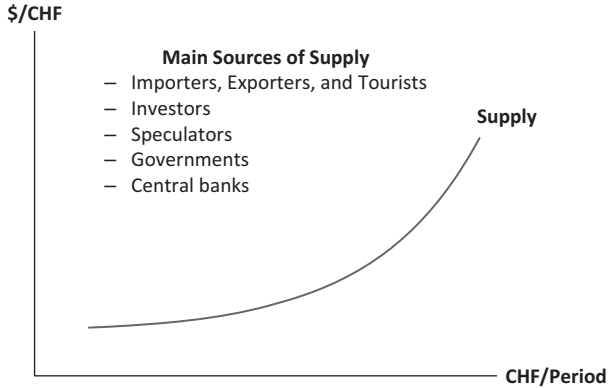 $/CHF
Main Sources of Supply
– Importers, Exporters, and Tourists
– Investors
– Speculators
– Governments
– Central banks
Supply
CHF/Period